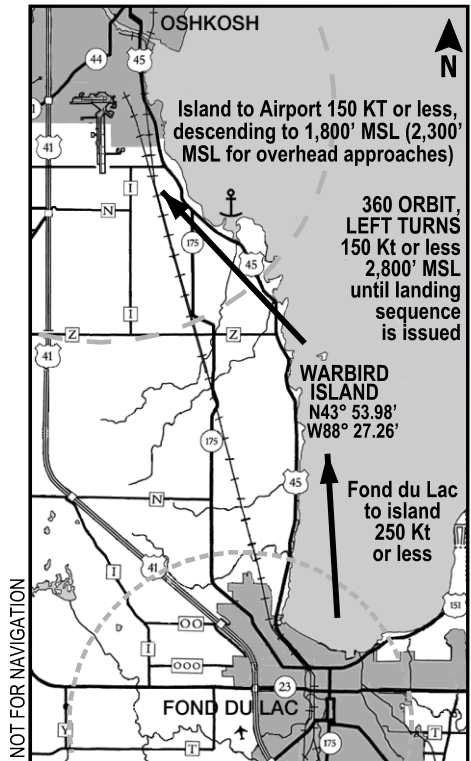 OSHKOSH
44
45
N
Island to Airport 150 KT or less,
descending to 1,800’ MSL (2,300’
MSL for overhead approaches)
41
I
N
360 ORBIT,
LEFT TURNS
150 Kt or less
2,800’ MSL
until landing
sequence
is issued
175
45
I
Z
Z
41
WARBIRD
ISLAND
N43° 53.98’
W88° 27.26’
175
45
Fond du Lac
to island
250 Kt
or less
N
41
I
151
OO
I
OOO
23
FOND DU LAC
Y
T
175
T
NOT FOR NAVIGATION